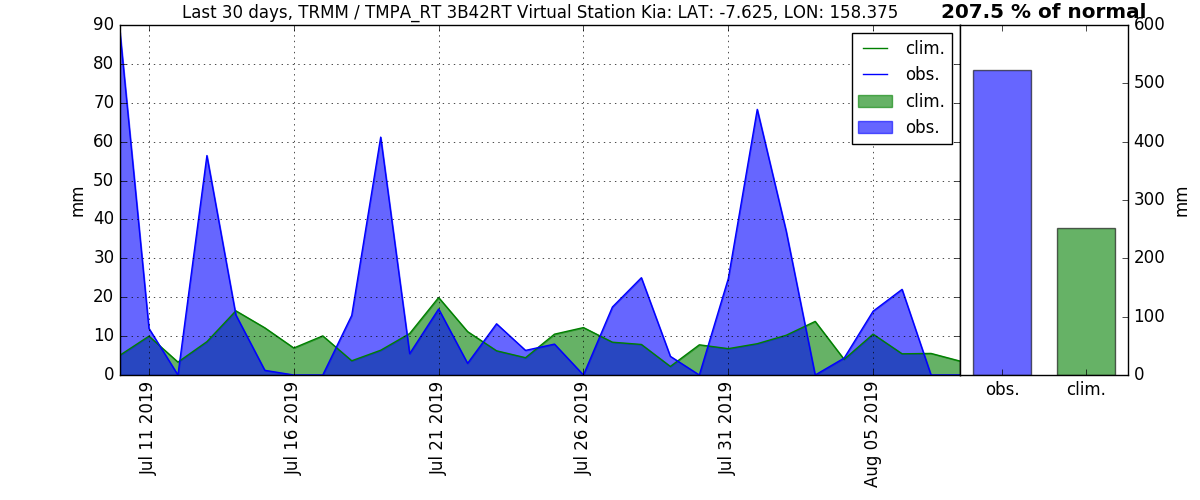 Last 30 days, TRMM / TMPA_RT 3B42RT Virtual Station Kia: LAT: -7.625, LON: 158.375
207.5 % of normal
90
80
70
60
50
40
30
20
10
0
mm
clim.
obs.
clim.
obs.
600
500
400
300
200
100
0
mm
Jul 11 2019
Jul 16 2019
Jul 21 2019
Jul 26 2019
Jul 31 2019
Aug 05 2019
obs.
clim.